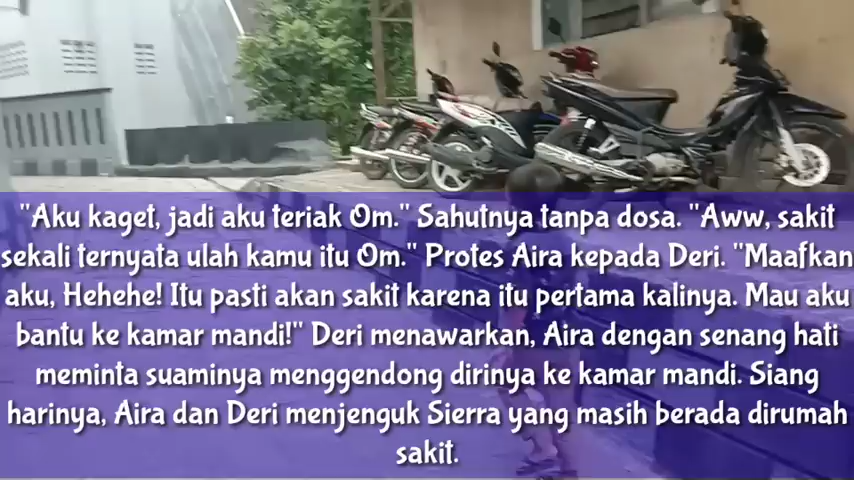 "Aku kaget, jadi aku teriak Om." Sahutnya tanpa dosa. "Aww, sakit
sekali ternyata ulah kamu itu Om." Protes Aira kepada Deri. "Maafkan
aku, Hehehe! Itu pasti akan sakit karena itu pertama kalinya. Mau aku
bantu ke kamar mandi!" Deri menawarkan, Aira dengan senang hati
meminta suaminya menggendong dirinya ke kamar mandi. Siang
harinya, Aira dan Deri menjenguk Sierra yang masih berada dirumah
sakit.